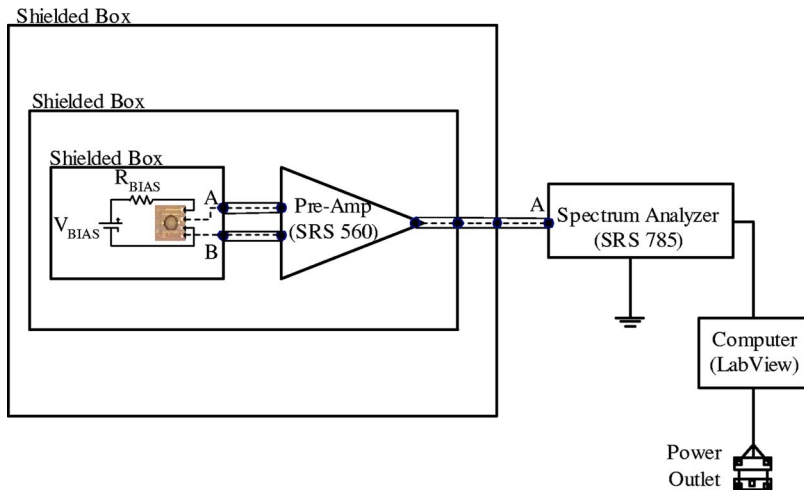 Shielded Box
Shielded Box
Shielded Box
R_BIAS
A
V_BIAS
B
Pre-Amp
(SRS 560)
A
Spectrum Analyzer
(SRS 785)
Computer
(LabView)
Power
Outlet